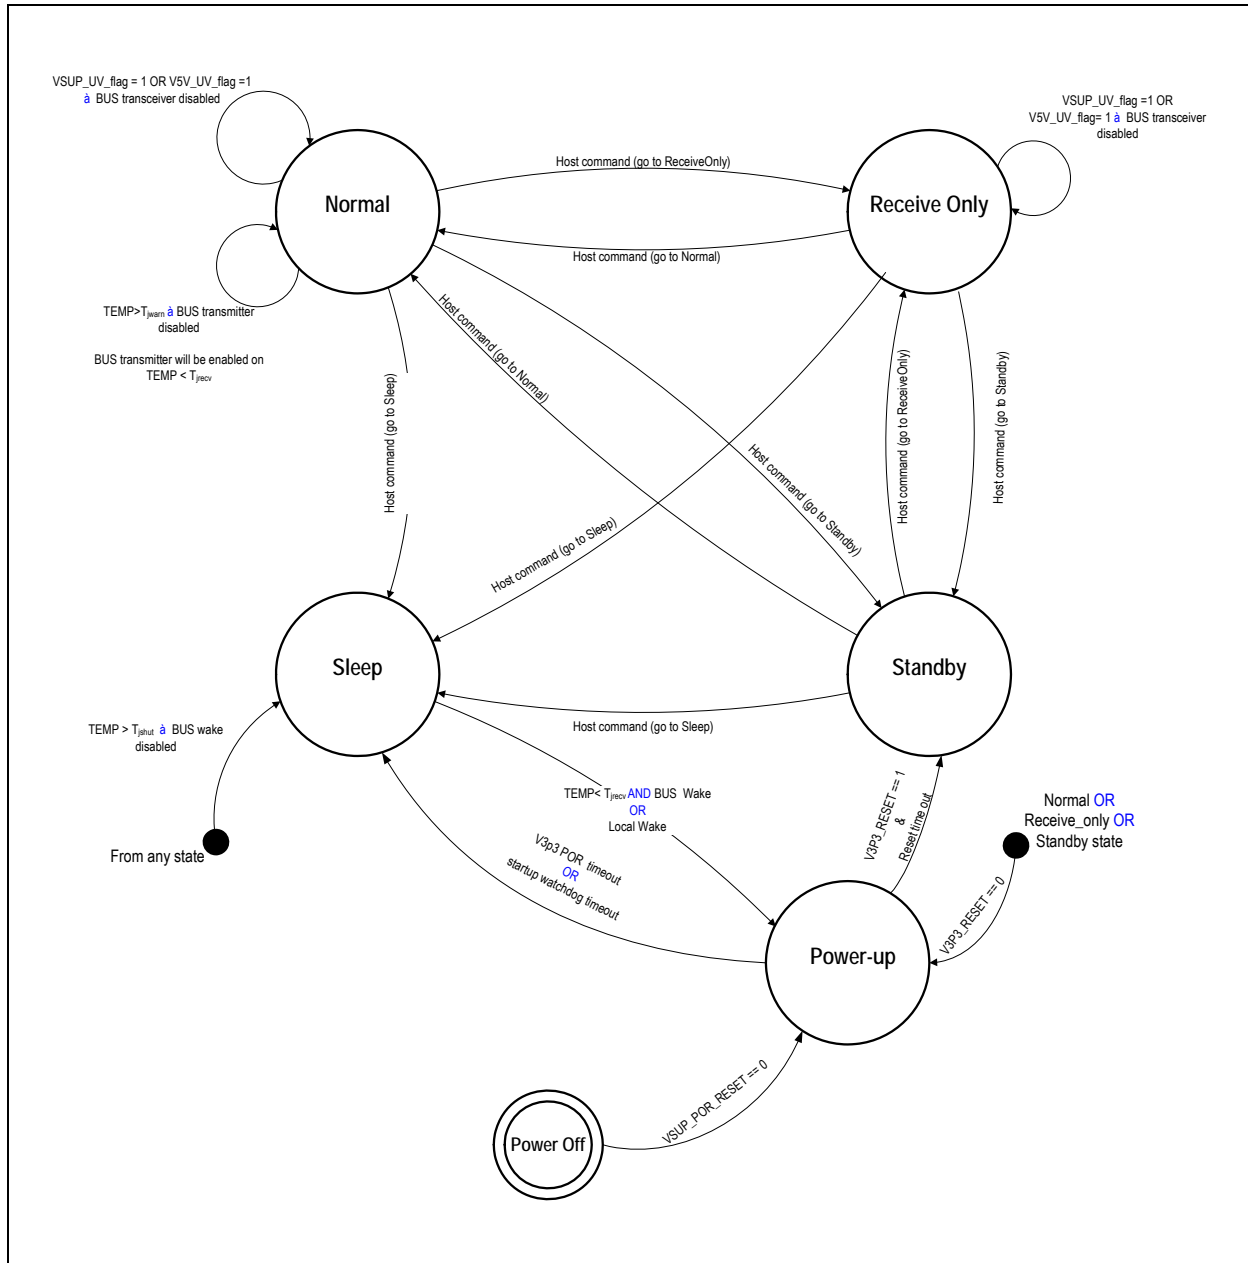 VSUP_UV_flag = 1 OR V5V_UV_flag =1
à BUS transceiver disabled
VSUP_UV_flag =1 OR
V5V_UV_flag= 1 à BUS transceiver
disabled
Host command (go to ReceiveOnly)
Normal
Receive Only
Host command (go to Normal)
TEMP>Tjwarn à BUS transmitter
disabled
BUS transmitter will be enabled on
TEMP < Tjrecv
Host command (go to Sleep)
Host command (go to Normal)
Host command (go to Standby)
Host command (go to Sleep)
Host command (go to ReceiveOnly)
Host command (go to Standby)
Sleep
Standby
Host command (go to Sleep)
TEMP > Tjshut à BUS wake
disabled
From any state
TEMP< Tjrecv AND BUS Wake
OR
Local Wake
V3p3 POR timeout
OR
startup watchdog timeout
V3P3_RESET == 1
&
Reset time out
Normal OR
Receive_only OR
Standby state
V3P3_RESET == 0
Power-up
VSUP_POR_RESET == 0
Power Off